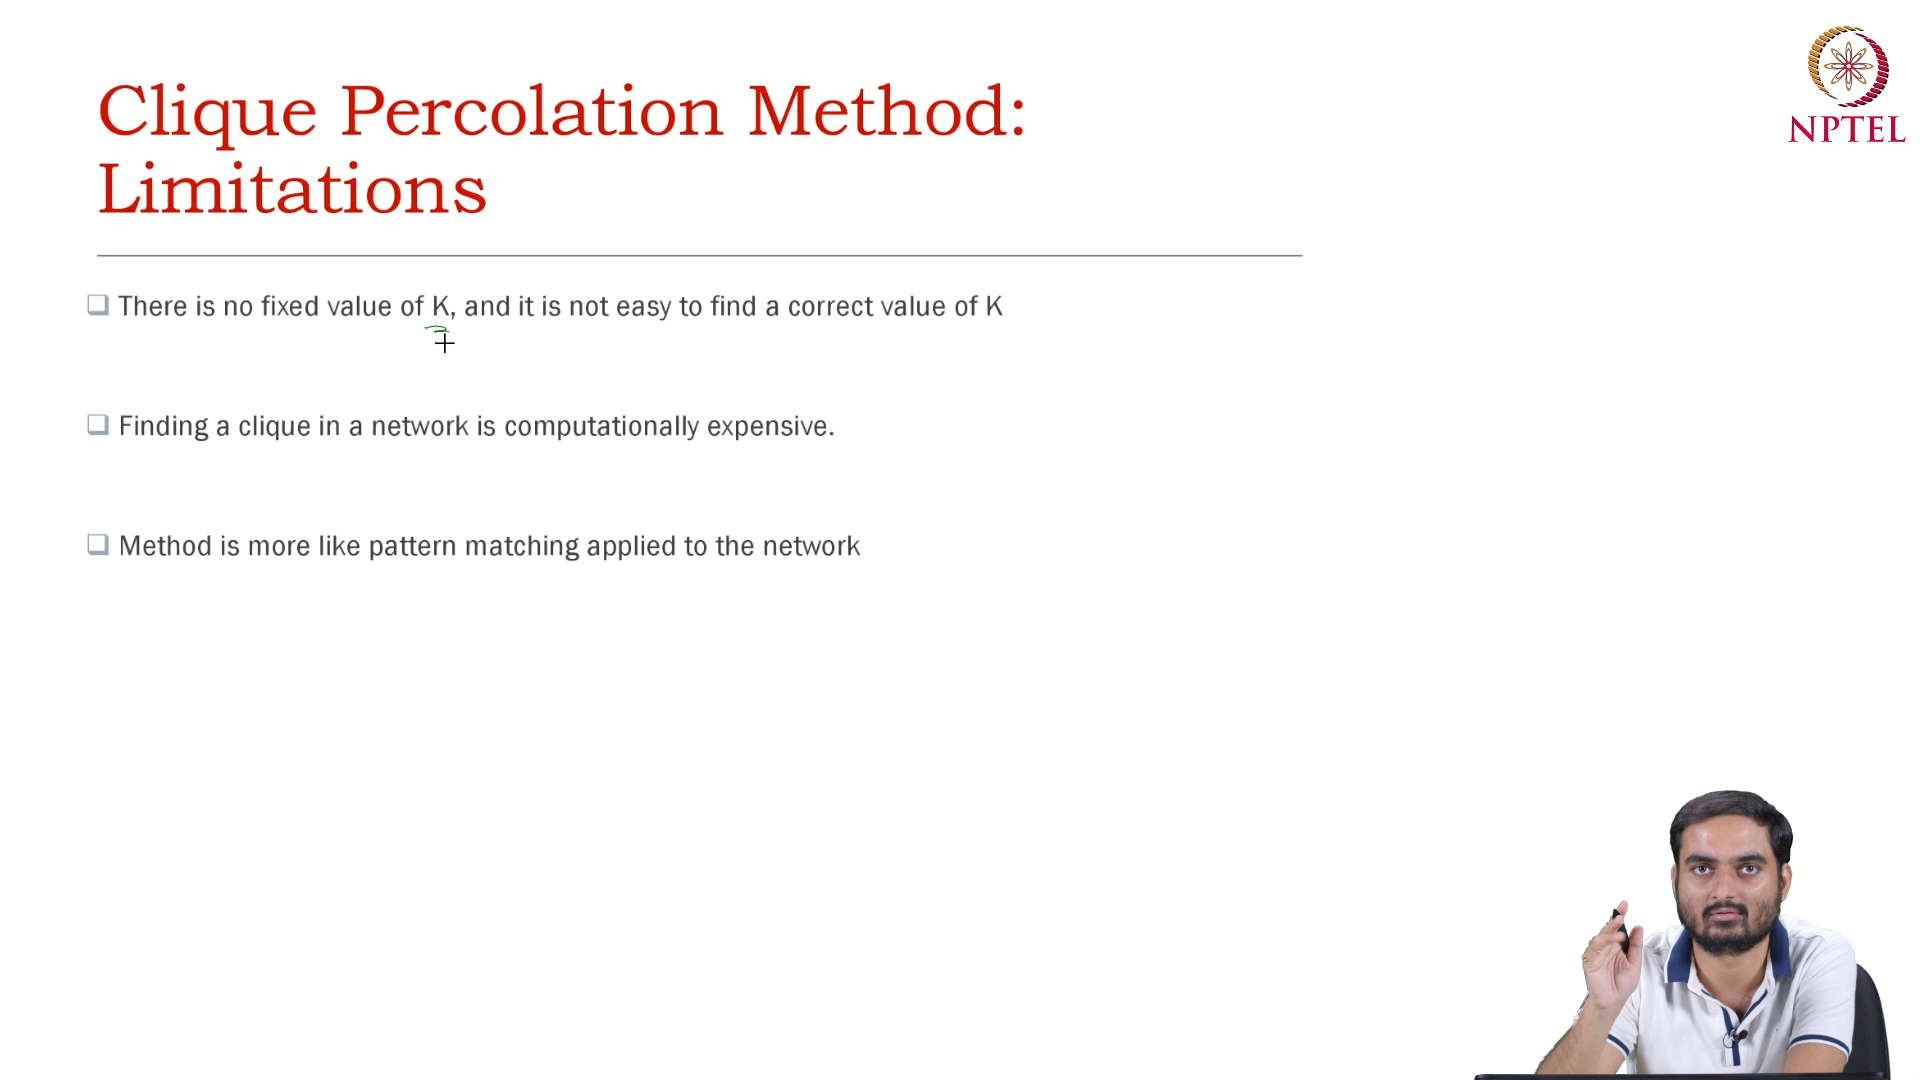 Clique Percolation Method:
Limitations
NPTEL
There is no fixed value of K, and it is not easy to find a correct value of K
Finding a clique in a network is computationally expensive.
Method is more like pattern matching applied to the network